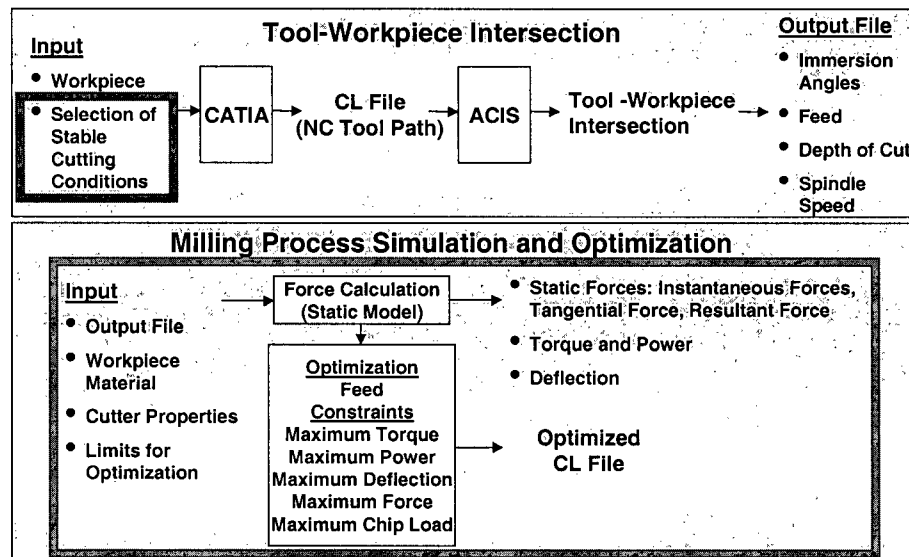 Tool-Workpiece Intersection
Input
• Workpiece
• Selection of
Stable
Cutting
Conditions
CATIA
CL File
(NC Tool Path)
ACIS
Tool -Workpiece
Intersection
Output File
• Immersion
Angles
• Feed
• Depth of Cut
• Spindle
Speed
Milling Process Simulation and Optimization
Input
• Output File
• Workpiece
Material
• Cutter Properties
• Limits for
Optimization
Force Calculation
(Static Model)
Optimization
Feed
Constraints
Maximum Torque
Maximum Power
Maximum Deflection
Maximum Force
Maximum Chip Load
• Static Forces: Instantaneous Forces,
Tangential Force, Resultant Force
• Torque and Power
• Deflection
Optimized
CL File